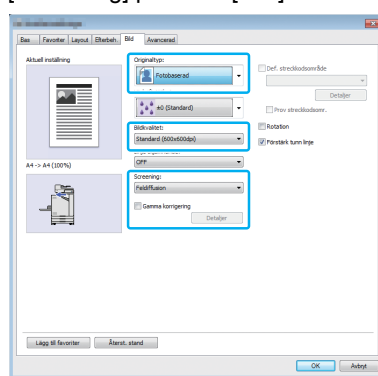 Bas Favoriter Layout Efterbeh. Bild Avancerad
Aktuell inställning
Originaltyp:
Fotobaserad
Def. streckkodsområde
Detaljer
±0 (Standard)
Prov streckkodsomr.
Bildkvalitet:
Rotation
Standard (600x600dpi)
Förstärk tunn linje
A4 -> A4 (100%)
OFF
Screening:
Feldiffusion
Gamma korrigering
Detaljer
Lägg till favoriter Återst. stand
OK Avbryt